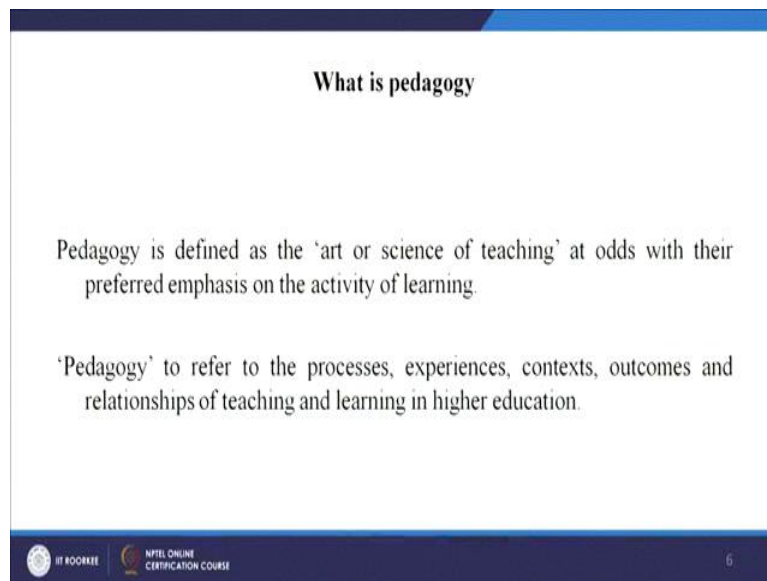 What is pedagogy
Pedagogy is defined as the ‘art or science of teaching’ at odds with their
preferred emphasis on the activity of learning.
‘Pedagogy’ to refer to the processes, experiences, contexts, outcomes and
relationships of teaching and learning in higher education.
IIT ROORKEE
NPTEL ONLINE
CERTIFICATION COURSE
6